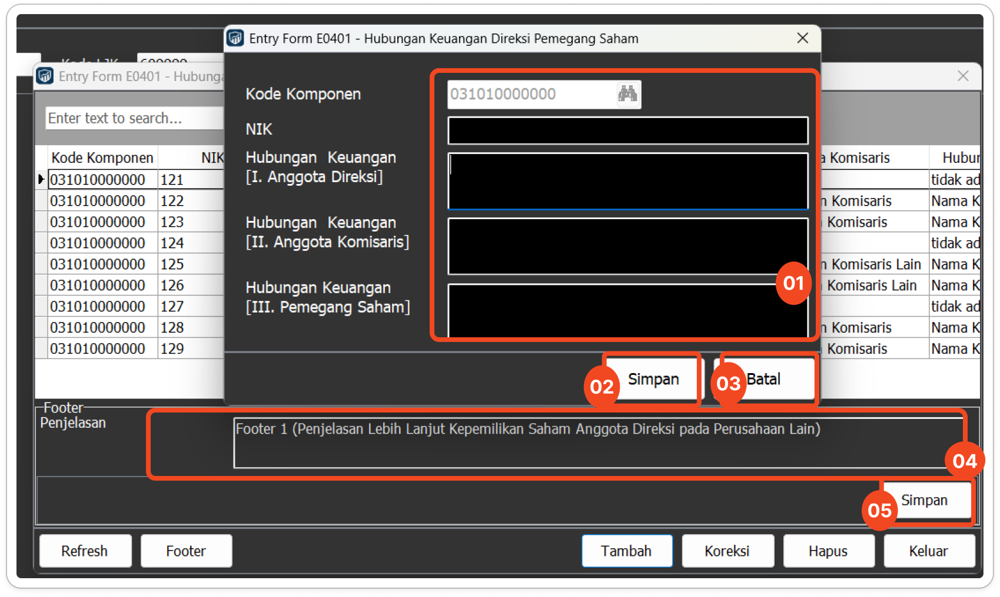 Entry Form E0401 - Hubungan Keuangan Direksi Pemegang Saham
Entry Form E0401 - Hubunga
Enter text to search...
Kode Komponen NIK
031010000000 121
031010000000 122
031010000000 123
031010000000 124
031010000000 125
031010000000 126
031010000000 127
031010000000 128
031010000000 129
Kode Komponen
031010000000
NIK
Hubungan Keuangan
[I. Anggota Direksi]
Hubungan Keuangan
[II. Anggota Komisaris]
Hubungan Keuangan
[III. Pemegang Saham]
01
02
Simpan
03
Batal
Komisaris Hubun
tidak ad
Komisaris Nama K
Komisaris Nama K
tidak ad
Komisaris Lain Nama K
Komisaris Lain Nama K
tidak ad
Komisaris Nama K
Komisaris Nama K
Footer
Penjelasan
Footer 1 (Penjelasan Lebih Lanjut Kepemilikan Saham Anggota Direksi pada Perusahaan Lain)
04
05
Simpan
Refresh
Footer
Tambah
Koreksi
Hapus
Keluar